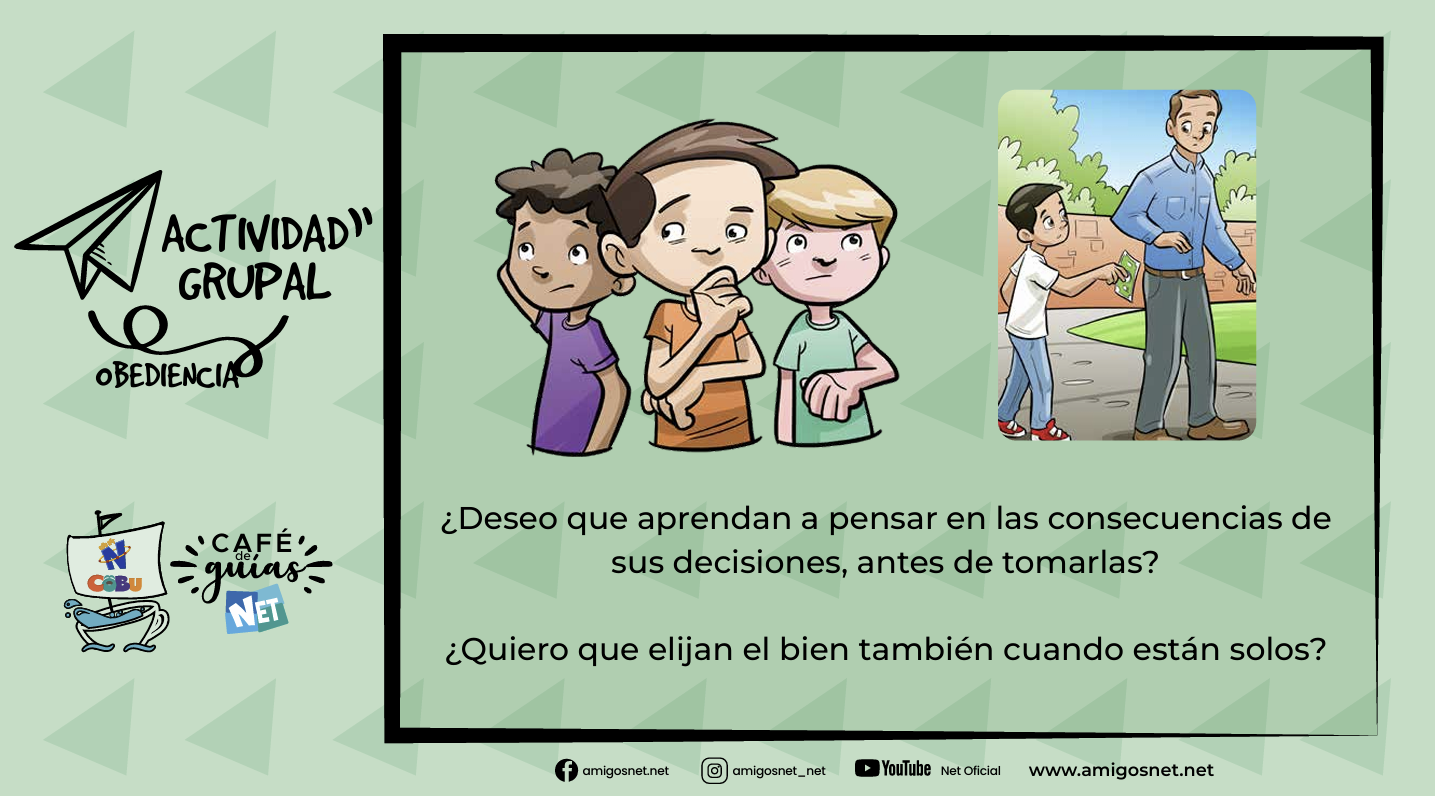 ACTIVIDAD"
GRUPAL
OBEDIENCIA
N
COBU
CAFÉ
de
guías
NET
¿Deseo que aprendan a pensar en las consecuencias de
sus decisiones, antes de tomarlas?
¿Quiero que elijan el bien también cuando están solos?
amigosnet.net
amigosnet_net
YouTube Net Oficial
www.amigosnet.net